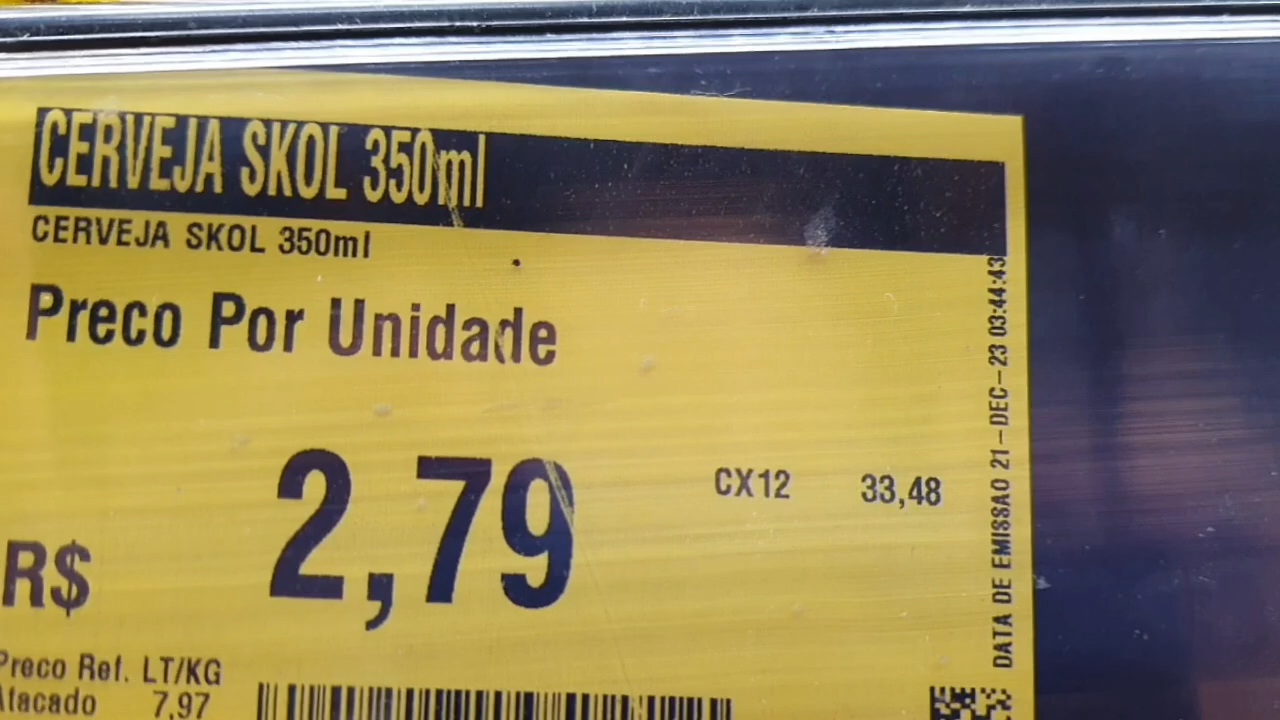 CERVEJA SKOL 350ml
CERVEJA SKOL 350ml
Preco Por Unidade
R$ 2,79
CX12 33,48
Preco Ref. LT/KG
Atacado 7,97
DATA DE EMISSAO 21-DEC-23 03:44:43